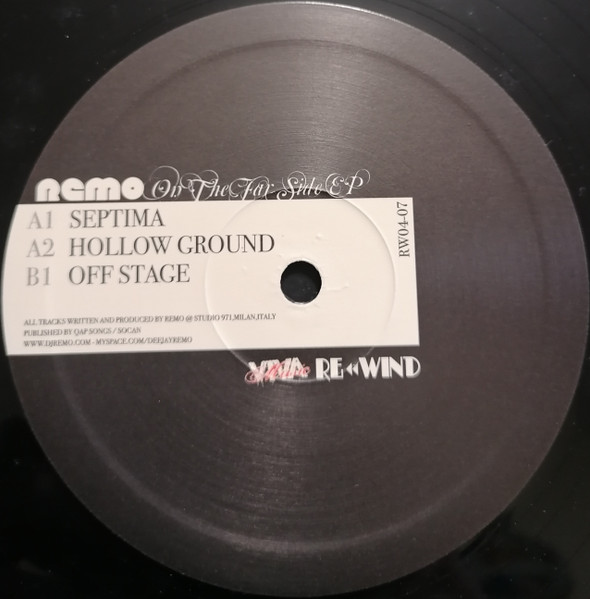 remo On The Far Side EP
A1 SEPTIMA
A2 HOLLOW GROUND
B1 OFF STAGE
RW04-07
ALL TRACKS WRITTEN AND PRODUCED BY REMO @ STUDIO 971,MILAN,ITALY
PUBLISHED BY QAP SONGS / SOCAN
WWW.DJREMO.COM - MYSPACE.COM/DEEJAYREMO
VIVA Music RE WIND